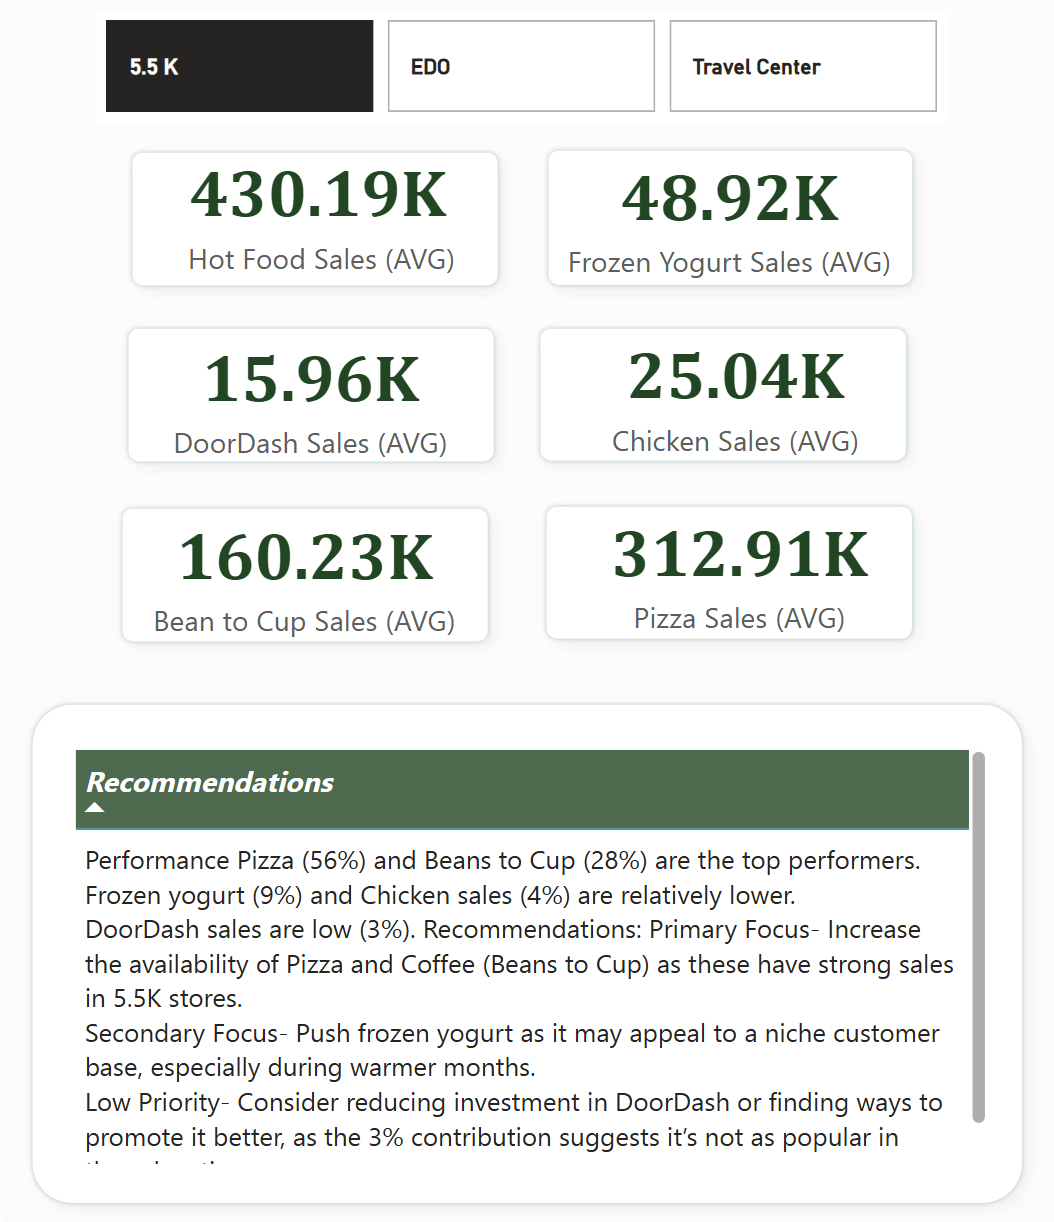 5.5 K
EDO
Travel Center
430.19K
Hot Food Sales (AVG)
48.92K
Frozen Yogurt Sales (AVG)
15.96K
DoorDash Sales (AVG)
25.04K
Chicken Sales (AVG)
160.23K
Bean to Cup Sales (AVG)
312.91K
Pizza Sales (AVG)
Recommendations
Performance Pizza (56%) and Beans to Cup (28%) are the top performers.
Frozen yogurt (9%) and Chicken sales (4%) are relatively lower.
DoorDash sales are low (3%). Recommendations: Primary Focus- Increase
the availability of Pizza and Coffee (Beans to Cup) as these have strong sales
in 5.5K stores.
Secondary Focus- Push frozen yogurt as it may appeal to a niche customer
base, especially during warmer months.
Low Priority- Consider reducing investment in DoorDash or finding ways to
promote it better, as the 3% contribution suggests it’s not as popular in